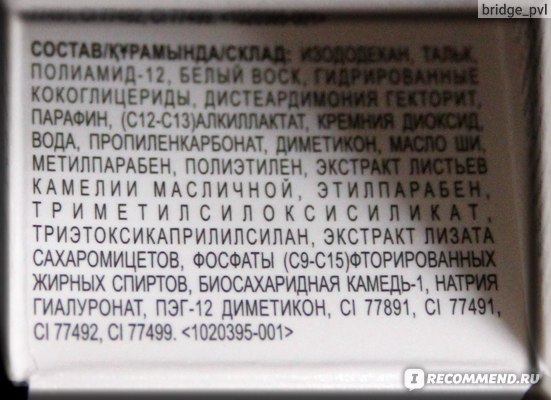 bridge_pvl
СОСТАВ/ҚҰРАМЫНДА/СКЛАД: ИЗОДОДЕКАН, ТАЛЬК,
ПОЛИАМИД-12, БЕЛЫЙ ВОСК, ГИДРИРОВАННЫЕ
КОКОГЛИЦЕРИДЫ, ДИСТЕАРДИМОНИЯ ГЕКТОРИТ,
ПАРАФИН, (С12-С13)АЛКИЛЛАКТАТ, КРЕМНИЯ ДИОКСИД,
ВОДА, ПРОПИЛЕНКАРБОНАТ, ДИМЕТИКОН, МАСЛО ШИ,
МЕТИЛПАРАБЕН, ПОЛИЭТИЛЕН, ЭКСТРАКТ ЛИСТЬЕВ
КАМЕЛИИ МАСЛИЧНОЙ, ЭТИЛПАРАБЕН,
ТРИМЕТИЛСИЛОКСИСИЛИКАТ,
ТРИЭТОКСИКАПРИЛИЛСИЛАН, ЭКСТРАКТ ЛИЗАТА
САХАРОМИЦЕТОВ, ФОСФАТЫ (С9-С15)ФТОРИРОВАННЫХ
ЖИРНЫХ СПИРТОВ, БИОСАХАРИДНАЯ КАМЕДЬ-1, НАТРИЯ
ГИАЛУРОНАТ, ПЭГ-12 ДИМЕТИКОН, CI 77891, CI 77491,
CI 77492, CI 77499. <1020395-001>
I RECOMMEND.RU